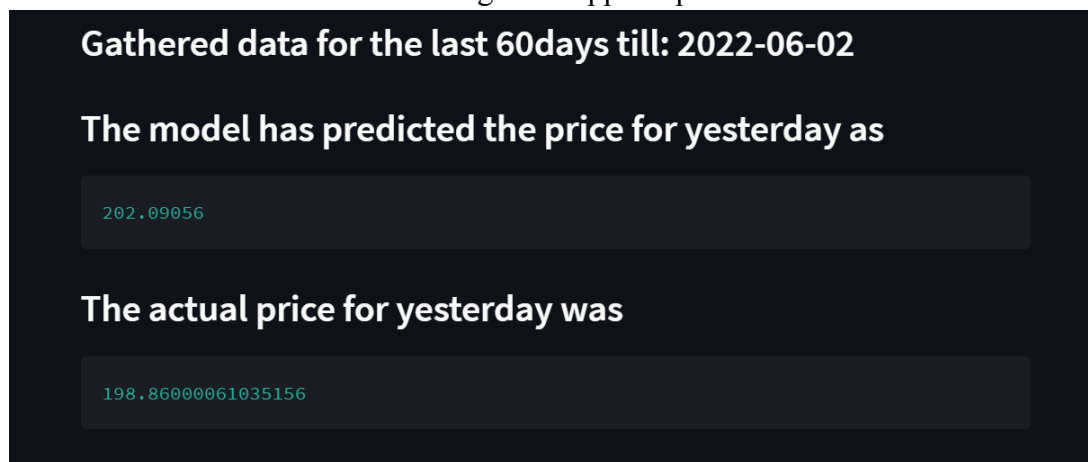 Gathered data for the last 60days till: 2022-06-02
The model has predicted the price for yesterday as
202.09056
The actual price for yesterday was
198.86000061035156